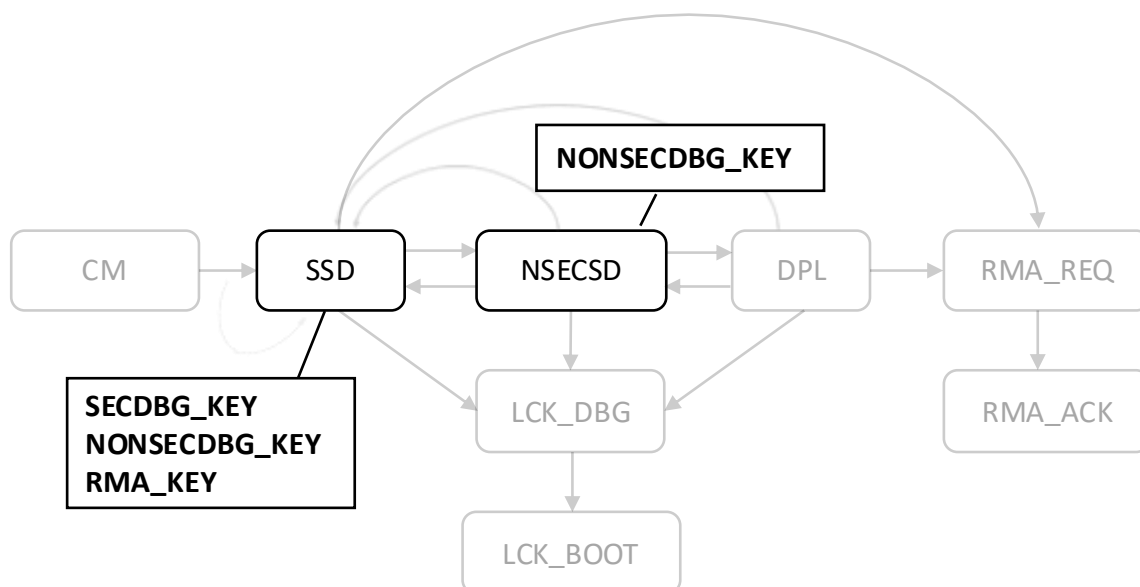 NONSECDBG_KEY
CM
SSD
NSECSD
DPL
RMA_REQ
SECDBG_KEY
NONSECDBG_KEY
RMA_KEY
LCK_DBG
RMA_ACK
LCK_BOOT